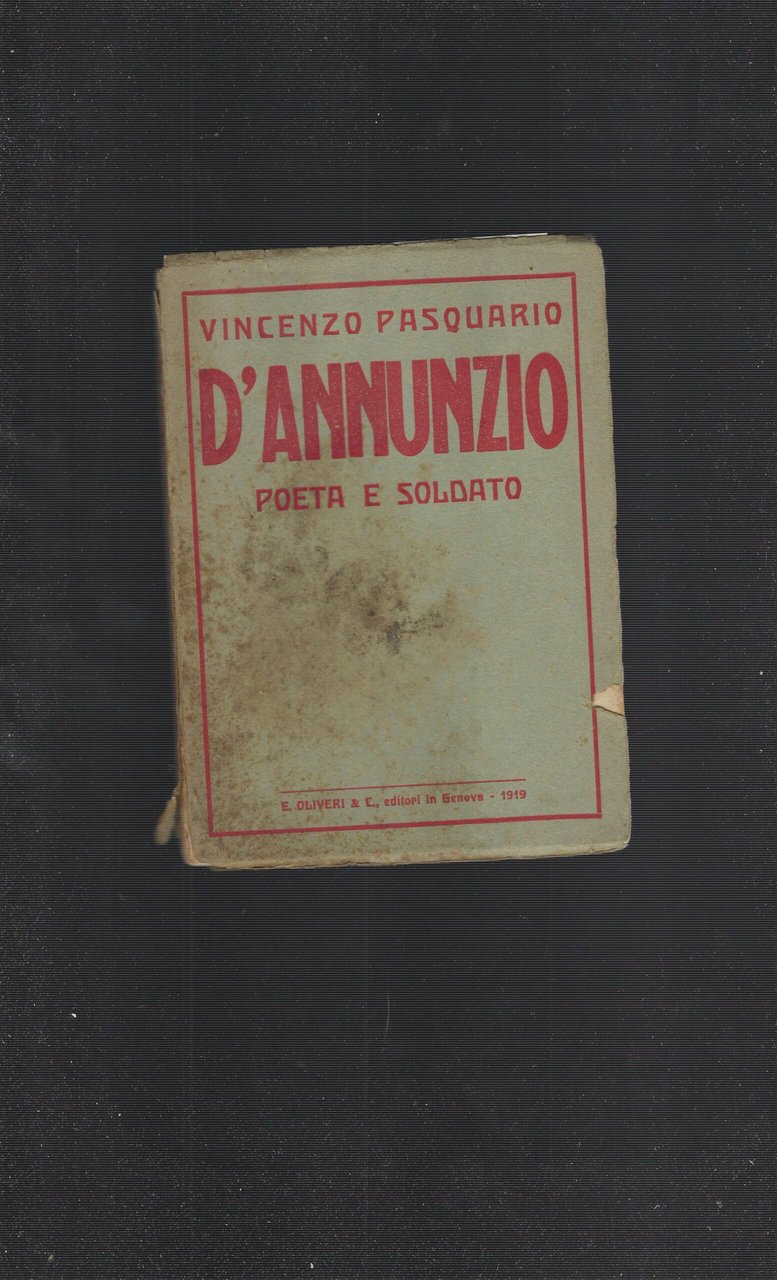 VINCENZO PASQUARIO
D'ANNUNZIO
POETA E SOLDATO
E. OLIVERI & C., editori in Genova - 1919